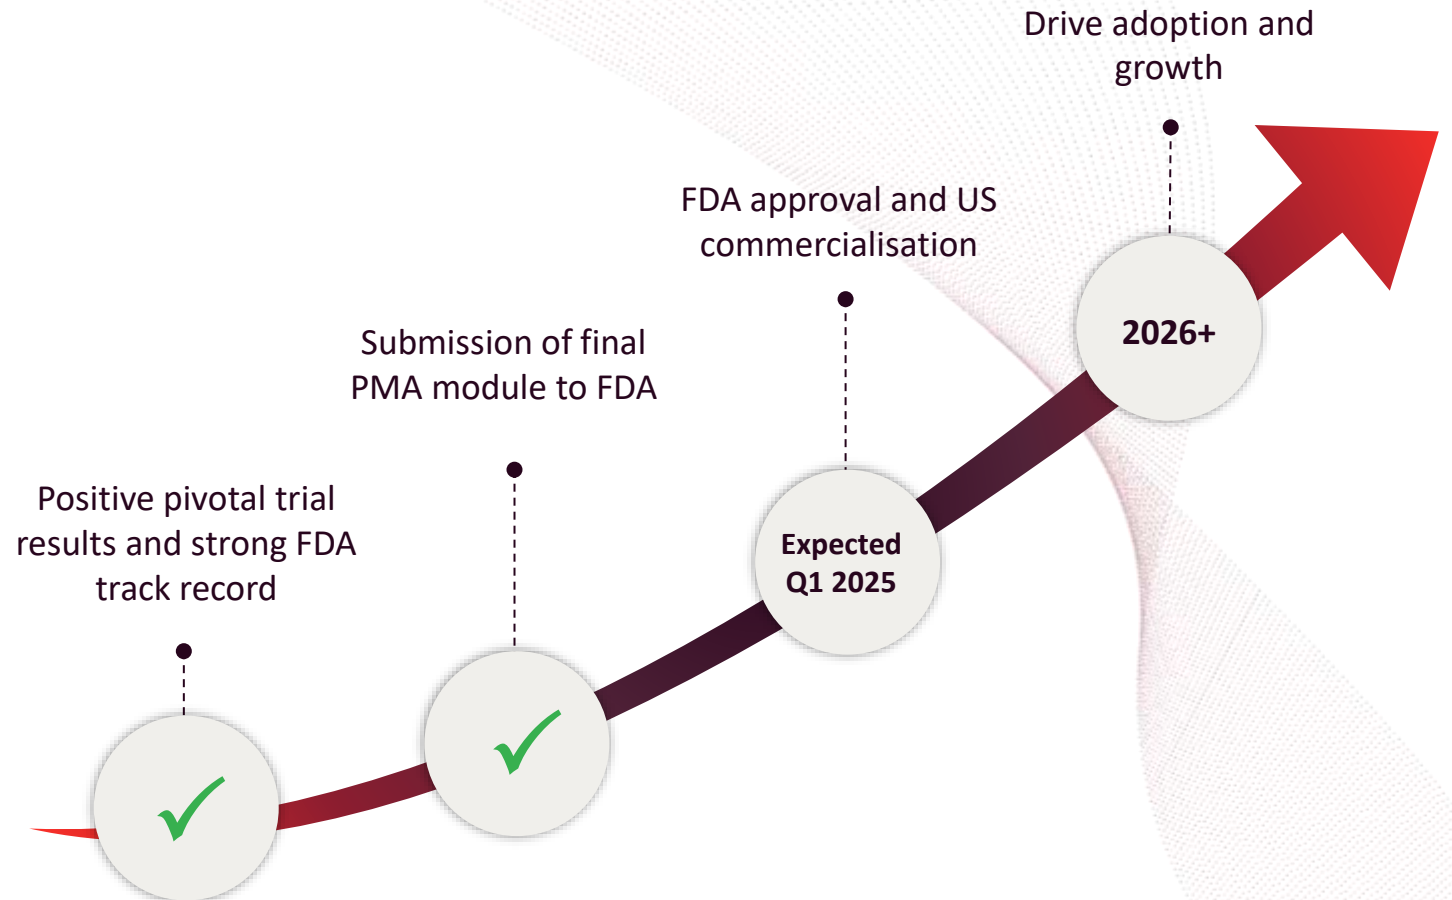 Drive adoption and
growth
FDA approval and US
commercialisation
Submission of final
PMA module to FDA
Positive pivotal trial
results and strong FDA
track record
Expected
Q1 2025
2026+